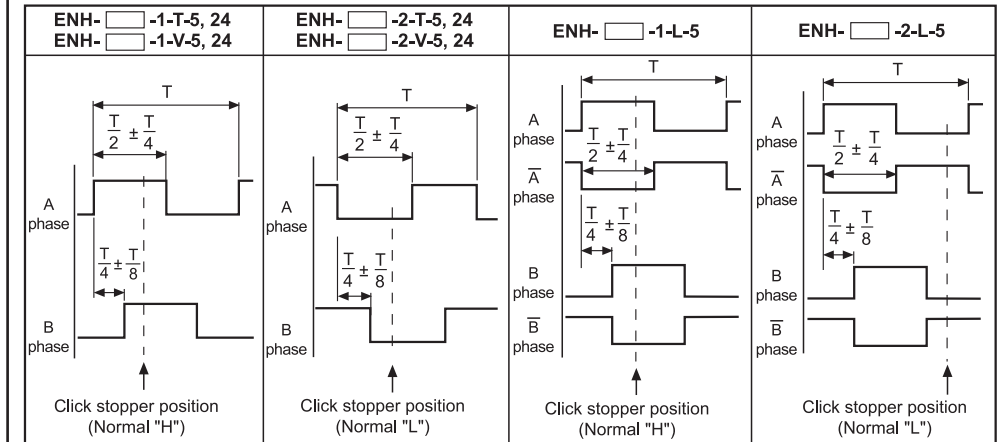 ENH- -1-T-5, 24
ENH- -1-V-5, 24
T
T/2 ± T/4
A
phase
T/4 ± T/8
B
phase
Click stopper position
(Normal "H")
ENH- -2-T-5, 24
ENH- -2-V-5, 24
T
T/2 ± T/4
A
phase
T/4 ± T/8
B
phase
Click stopper position
(Normal "L")
ENH- -1-L-5
T
A
phase
T/2 ± T/4
A̅
phase
T/4 ± T/8
B
phase
B̅
phase
Click stopper position
(Normal "H")
ENH- -2-L-5
T
A
phase
T/2 ± T/4
A̅
phase
T/4 ± T/8
B
phase
B̅
phase
Click stopper position
(Normal "L")